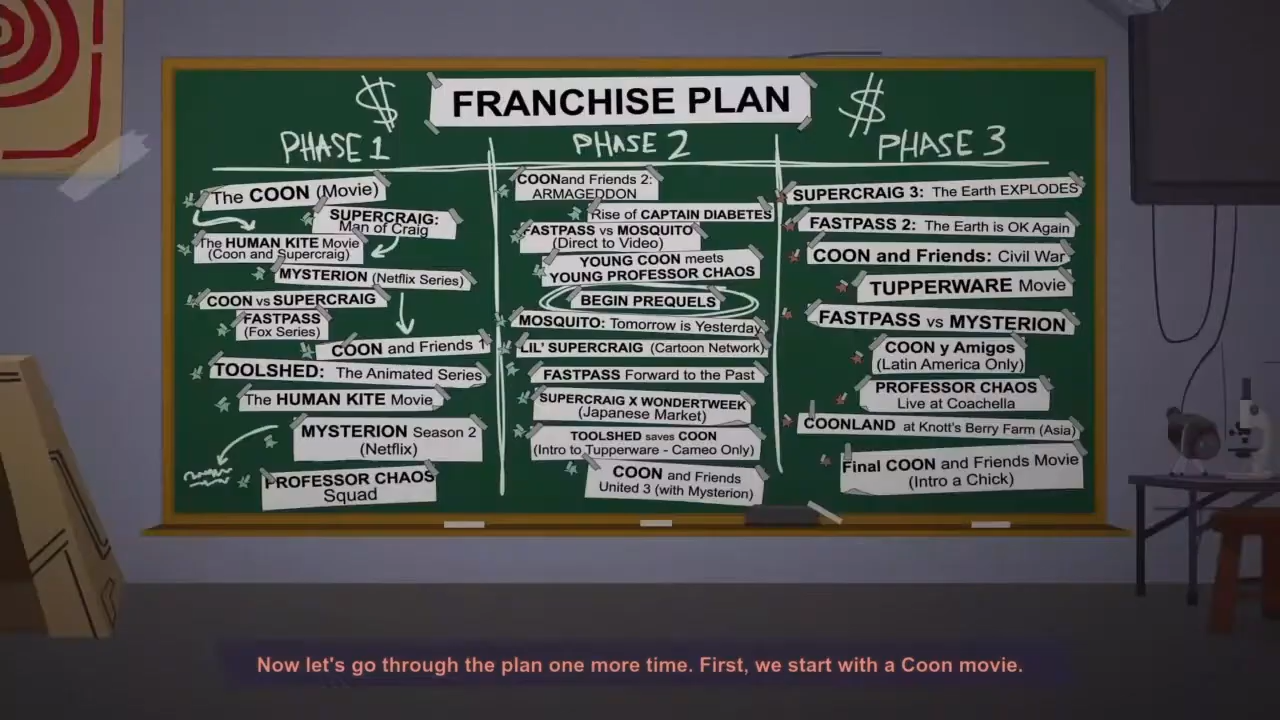 $ FRANCHISE PLAN $
PHASE 1
The COON (Movie)
SUPERCRAIG:
Man of Craig
The HUMAN KITE Movie
(Coon and Supercraig)
MYSTERION (Netflix Series)
COON vs SUPERCRAIG
FASTPASS
(Fox Series)
COON and Friends 1
TOOLSHED: The Animated Series
The HUMAN KITE Movie
MYSTERION Season 2
(Netflix)
PROFESSOR CHAOS
Squad
PHASE 2
COON and Friends 2:
ARMAGEDDON
Rise of CAPTAIN DIABETES
FASTPASS vs MOSQUITO
(Direct to Video)
YOUNG COON meets
YOUNG PROFESSOR CHAOS
BEGIN PREQUELS
MOSQUITO: Tomorrow is Yesterday
LIL' SUPERCRAIG (Cartoon Network)
FASTPASS Forward to the Past
SUPERCRAIG X WONDERTWEEK
(Japanese Market)
TOOLSHED saves COON
(Intro to Tupperware - Cameo Only)
COON and Friends
United 3 (with Mysterion)
PHASE 3
SUPERCRAIG 3: The Earth EXPLODES
FASTPASS 2: The Earth is OK Again
COON and Friends: Civil War
TUPPERWARE Movie
FASTPASS vs MYSTERION
COON y Amigos
(Latin America Only)
PROFESSOR CHAOS
Live at Coachella
COONLAND at Knott's Berry Farm (Asia)
Final COON and Friends Movie
(Intro a Chick)
Now let's go through the plan one more time. First, we start with a Coon movie.